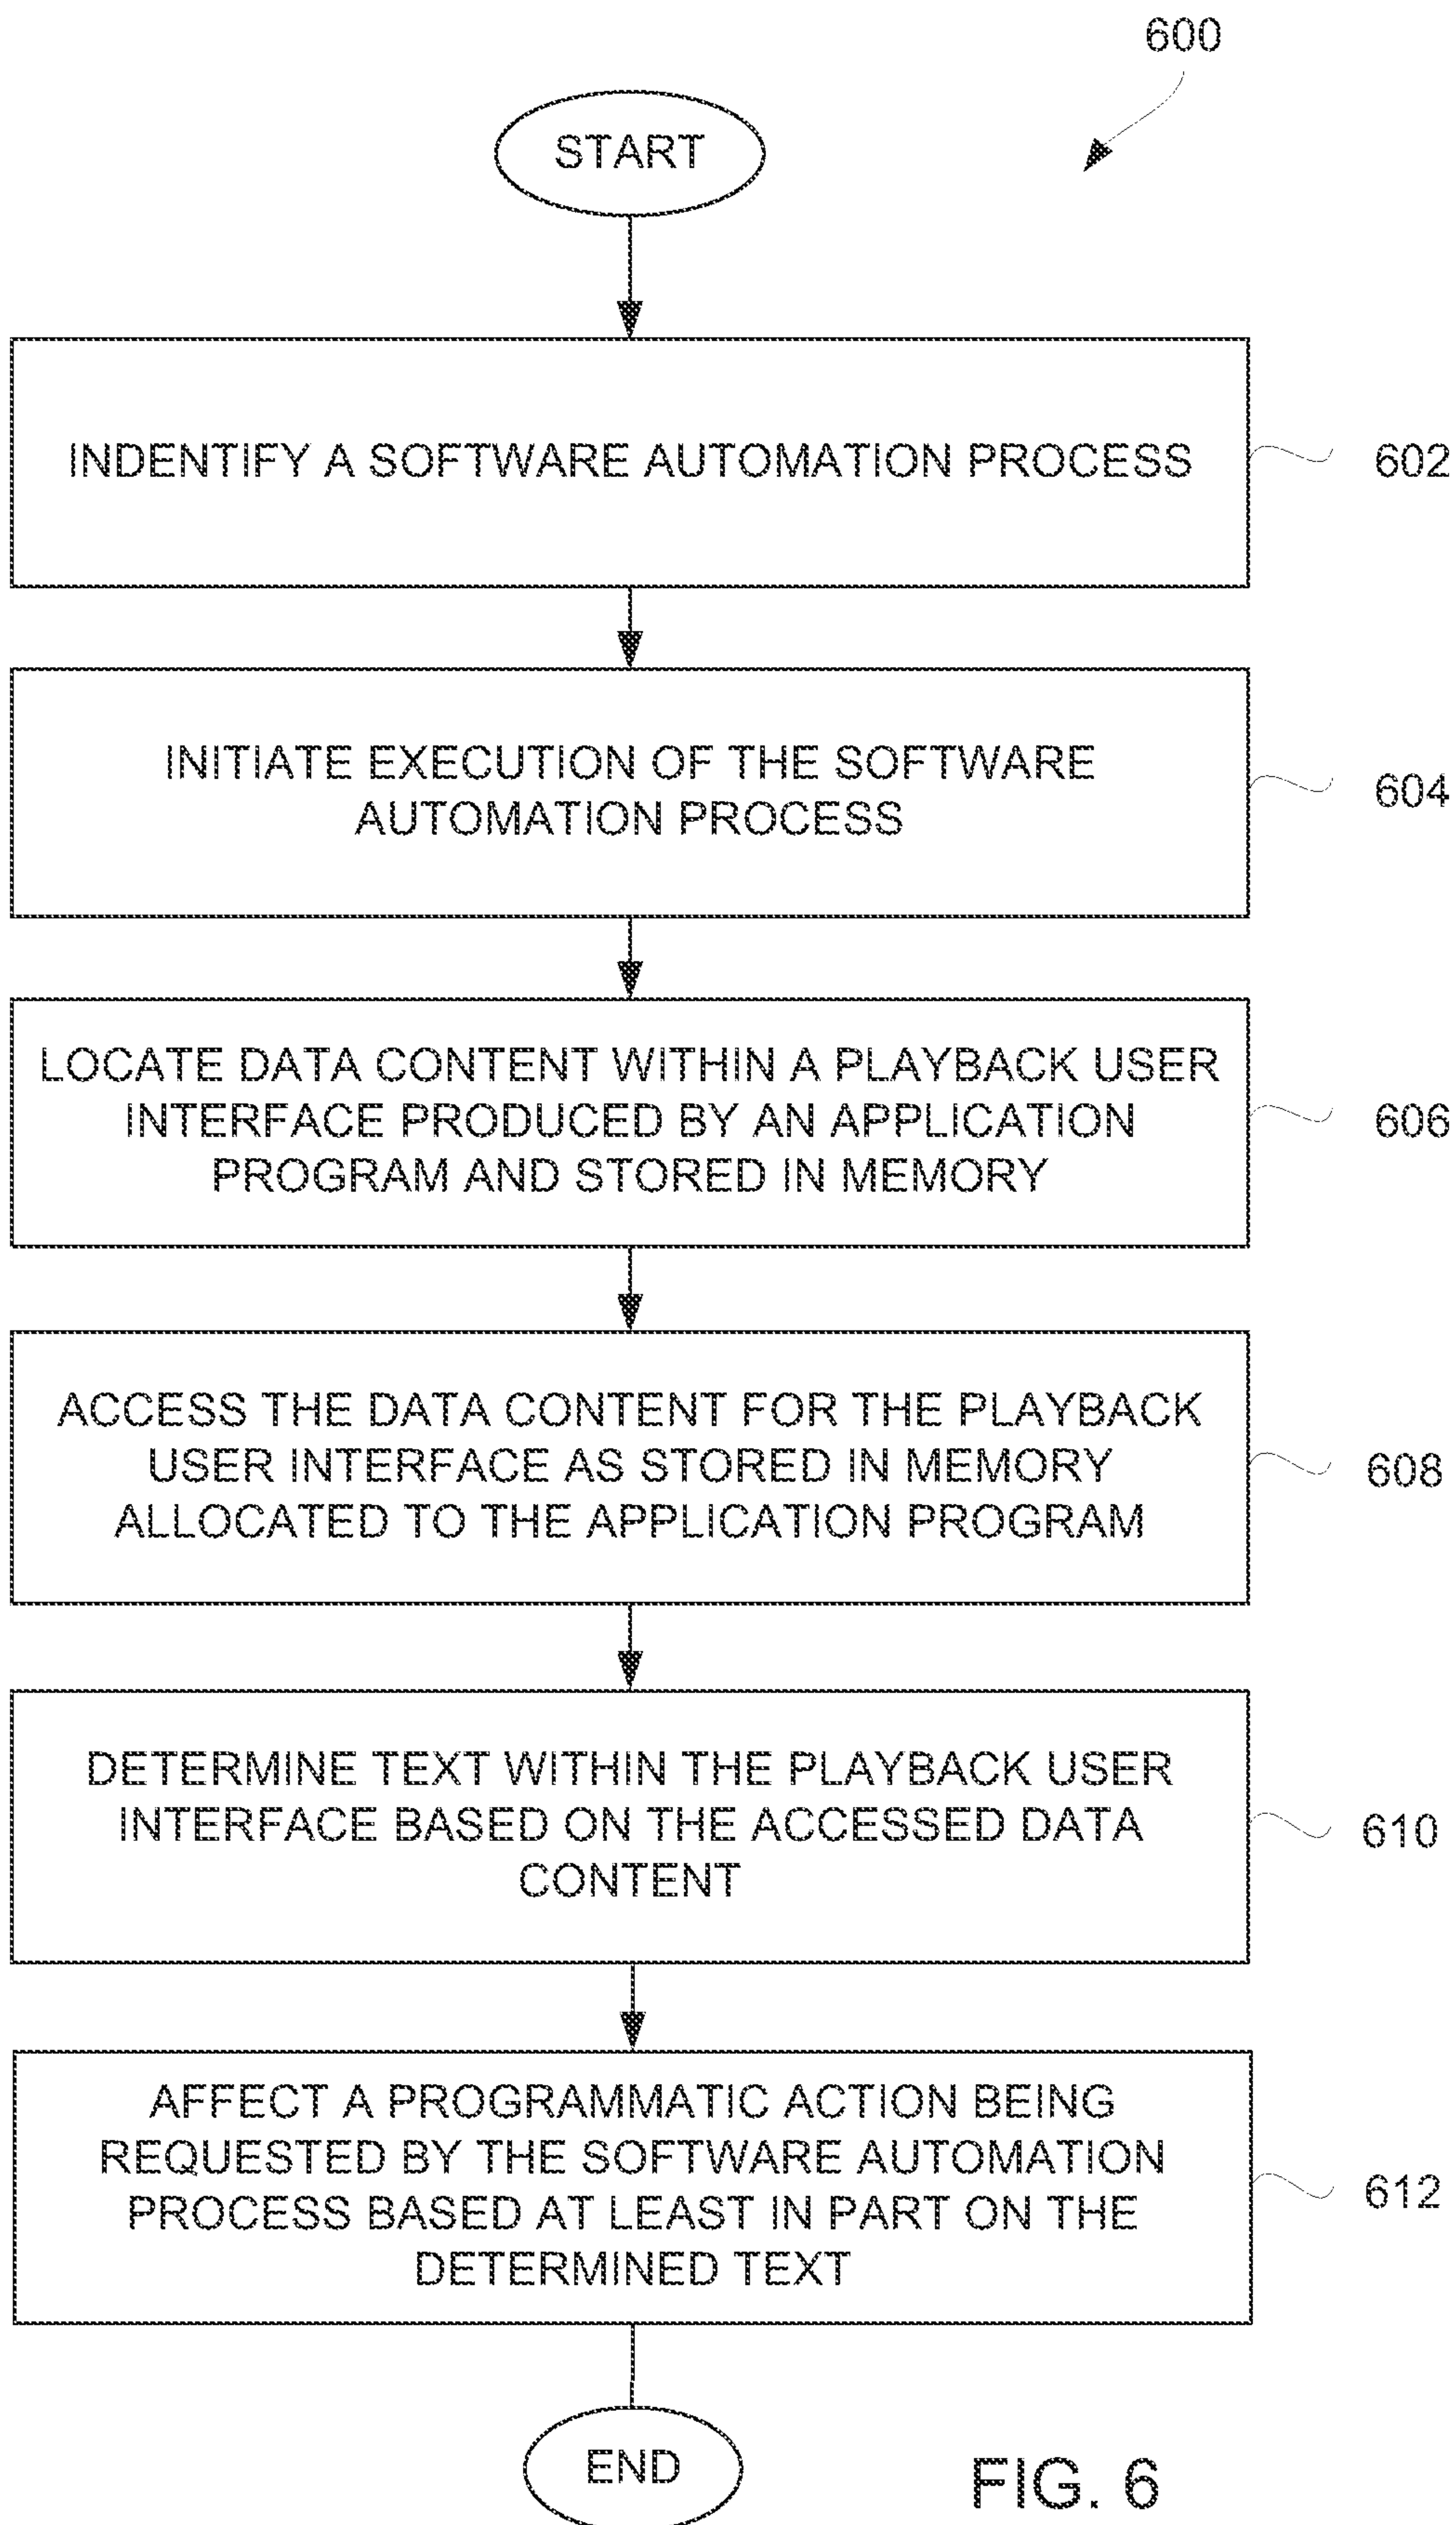 600
START
INDENTIFY A SOFTWARE AUTOMATION PROCESS
602
INITIATE EXECUTION OF THE SOFTWARE
AUTOMATION PROCESS
604
LOCATE DATA CONTENT WITHIN A PLAYBACK USER
INTERFACE PRODUCED BY AN APPLICATION
PROGRAM AND STORED IN MEMORY
606
ACCESS THE DATA CONTENT FOR THE PLAYBACK
USER INTERFACE AS STORED IN MEMORY
ALLOCATED TO THE APPLICATION PROGRAM
608
DETERMINE TEXT WITHIN THE PLAYBACK USER
INTERFACE BASED ON THE ACCESSED DATA
CONTENT
610
AFFECT A PROGRAMMATIC ACTION BEING
REQUESTED BY THE SOFTWARE AUTOMATION
PROCESS BASED AT LEAST IN PART ON THE
DETERMINED TEXT
612
END
FIG. 6